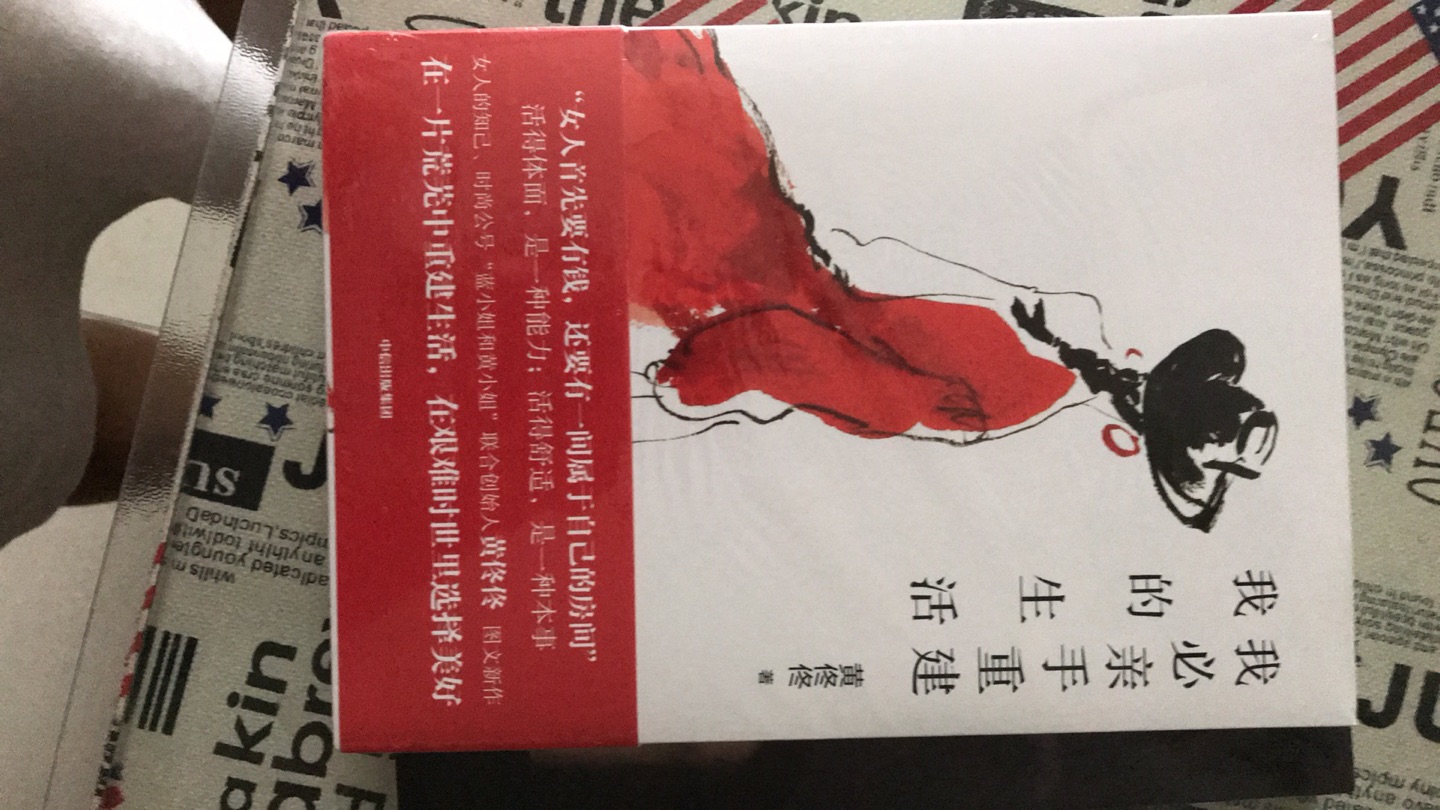 我必亲手重建
我的生活
黄佟佟 著
“女人首先要有钱，还要有一间属于自己的房间”
活得体面，是一种能力；活得舒适，是一种本事
女人的知己、时尚公号“蓝小姐和黄小姐”联合创始人黄佟佟 图文新作
在一片荒芜中重建生活，在艰难时世里选择美好
中信出版集团
the
kin
akin
abro